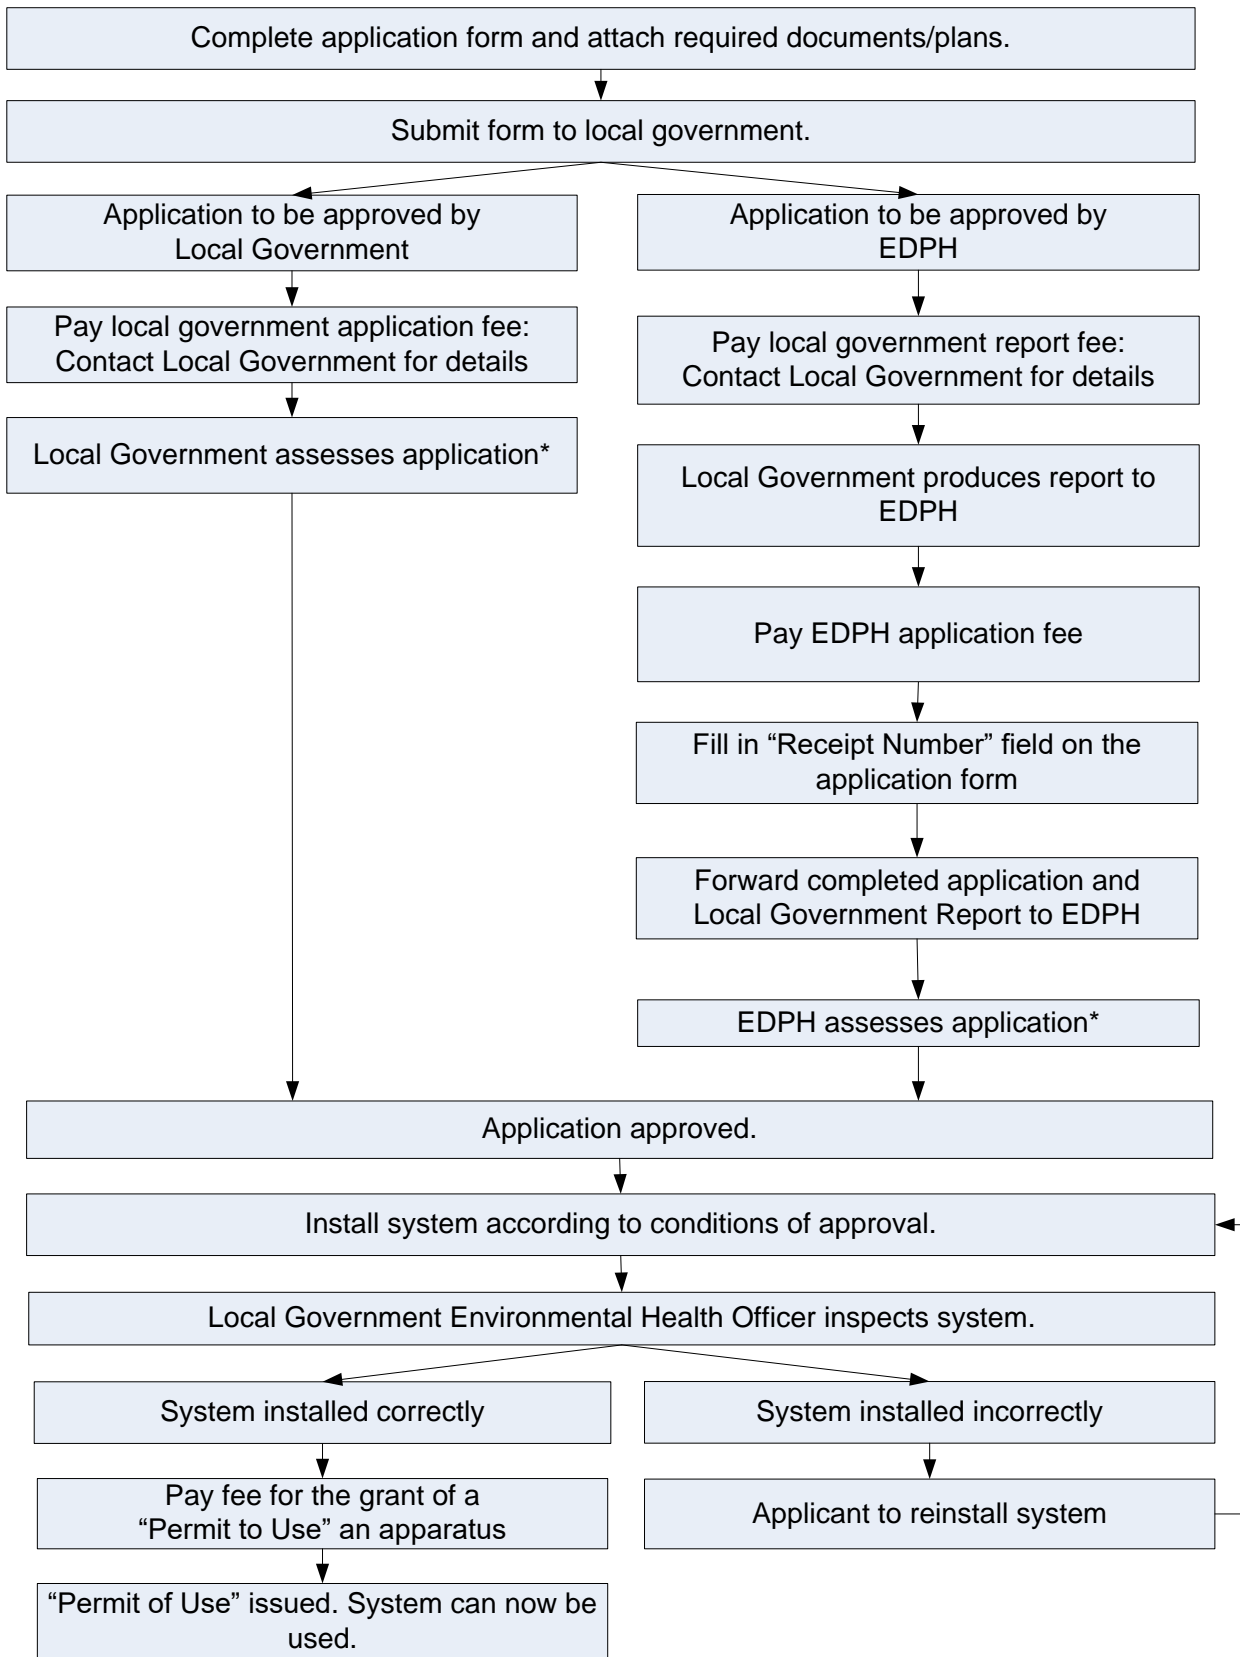 Complete application form and attach required documents/plans.
Submit form to local government.
Application to be approved by
Local Government
Application to be approved by
EDPH
Pay local government application fee:
Contact Local Government for details
Pay local government report fee:
Contact Local Government for details
Local Government assesses application*
Local Government produces report to
EDPH
Pay EDPH application fee
Fill in “Receipt Number” field on the
application form
Forward completed application and
Local Government Report to EDPH
EDPH assesses application*
Application approved.
Install system according to conditions of approval.
Local Government Environmental Health Officer inspects system.
System installed correctly
System installed incorrectly
Pay fee for the grant of a
“Permit to Use” an apparatus
Applicant to reinstall system
“Permit of Use” issued. System can now be
used.